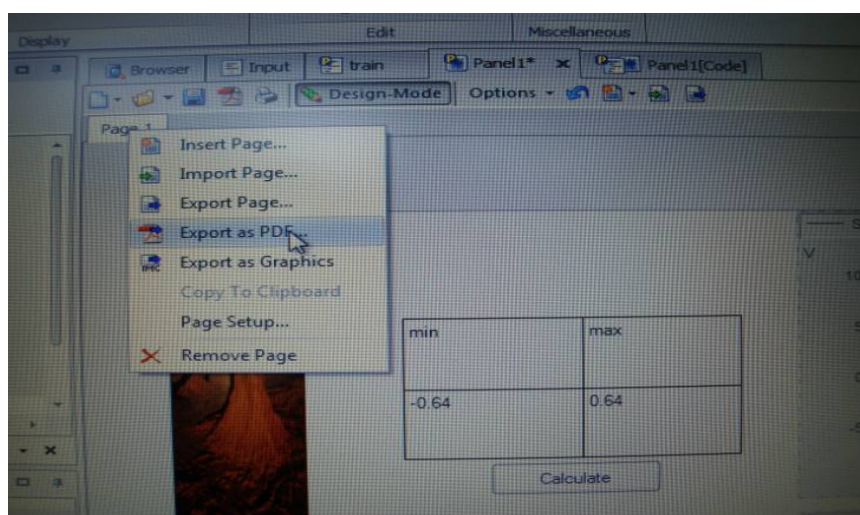 Display
Edit
Miscellaneous
Browser
Input
train
Panel1*
Panel1[Code]
Design-Mode
Options
Page 1
Insert Page...
Import Page...
Export Page...
Export as PDF...
Export as Graphics
Copy To Clipboard
Page Setup...
Remove Page
min
max
-0.64
0.64
Calculate
V
10